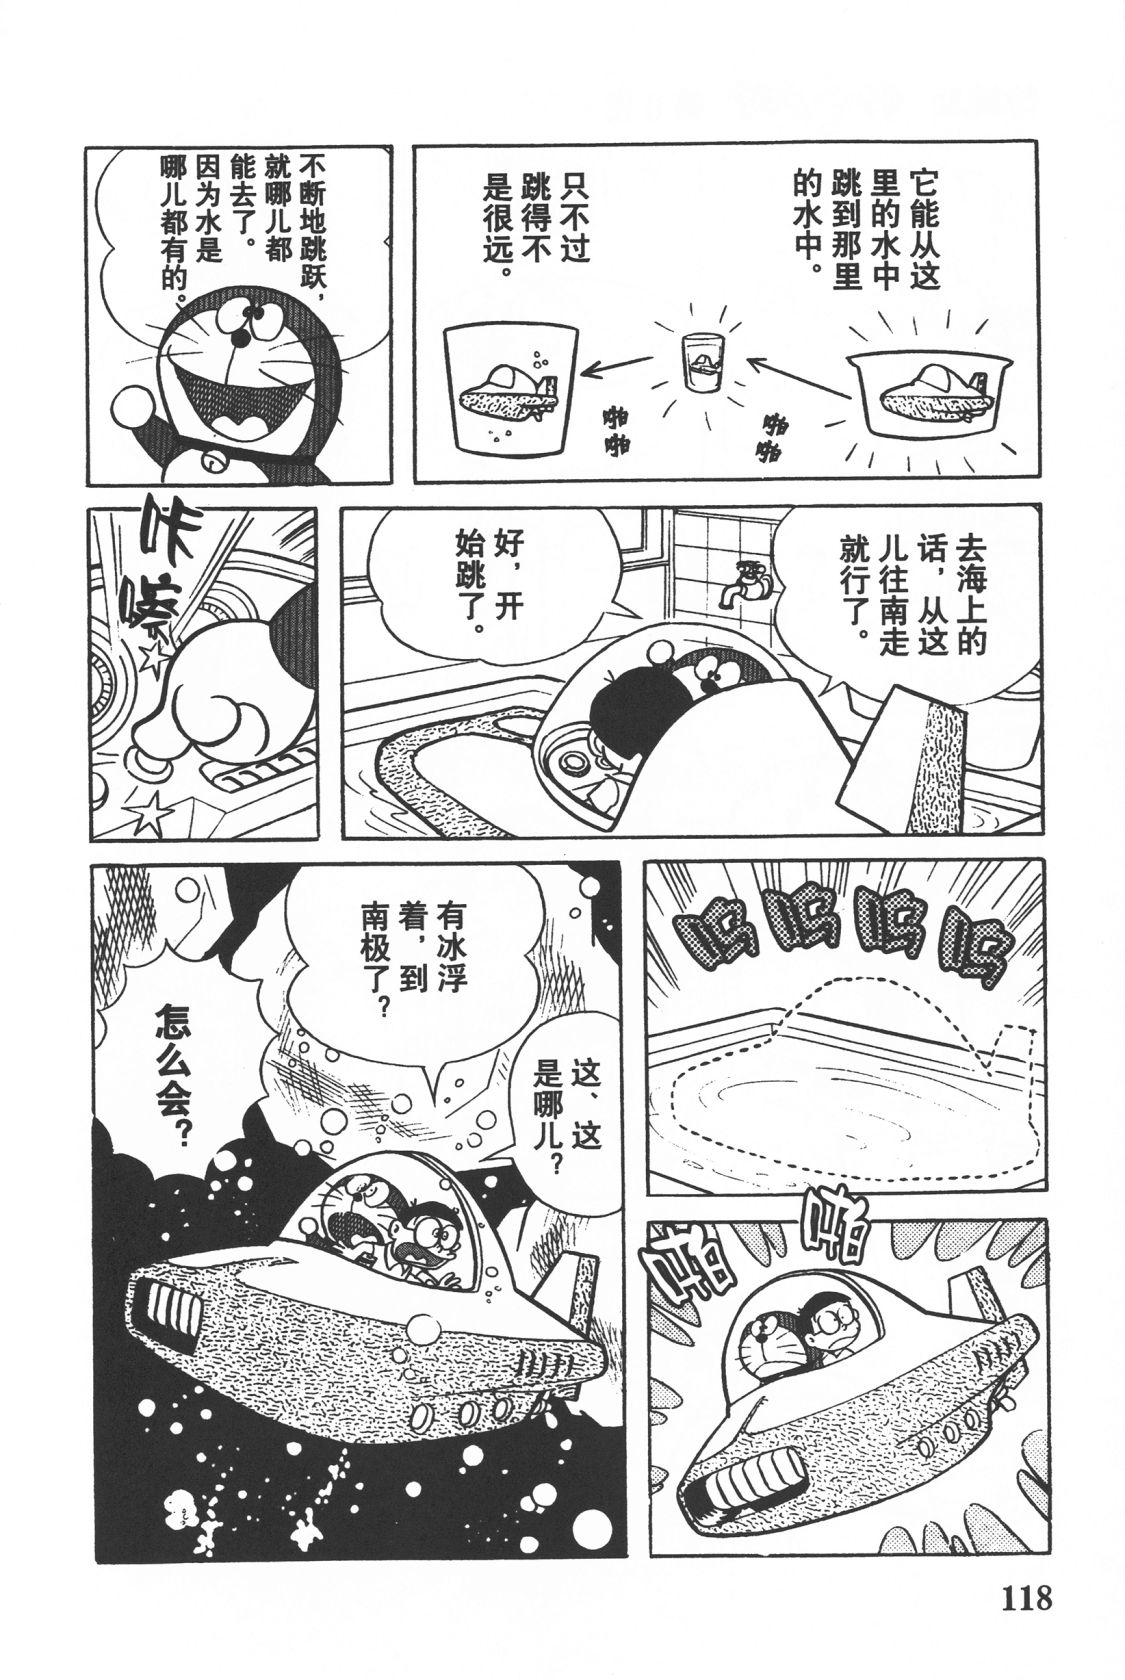 它能从这
里的水中
跳到那里
的水中。
只不过
跳得不
是很远。
啪
啪
啪
啪
不断地跳跃，
就哪儿都
能去了。
因为水是
哪儿都有的。
去海上的
话，从这
儿往南走
就行了。
好，开
始跳了。
咔
嚓
呜呜呜呜
有冰浮
着，到
南极了？
这、这
是哪儿？
怎么会？
118